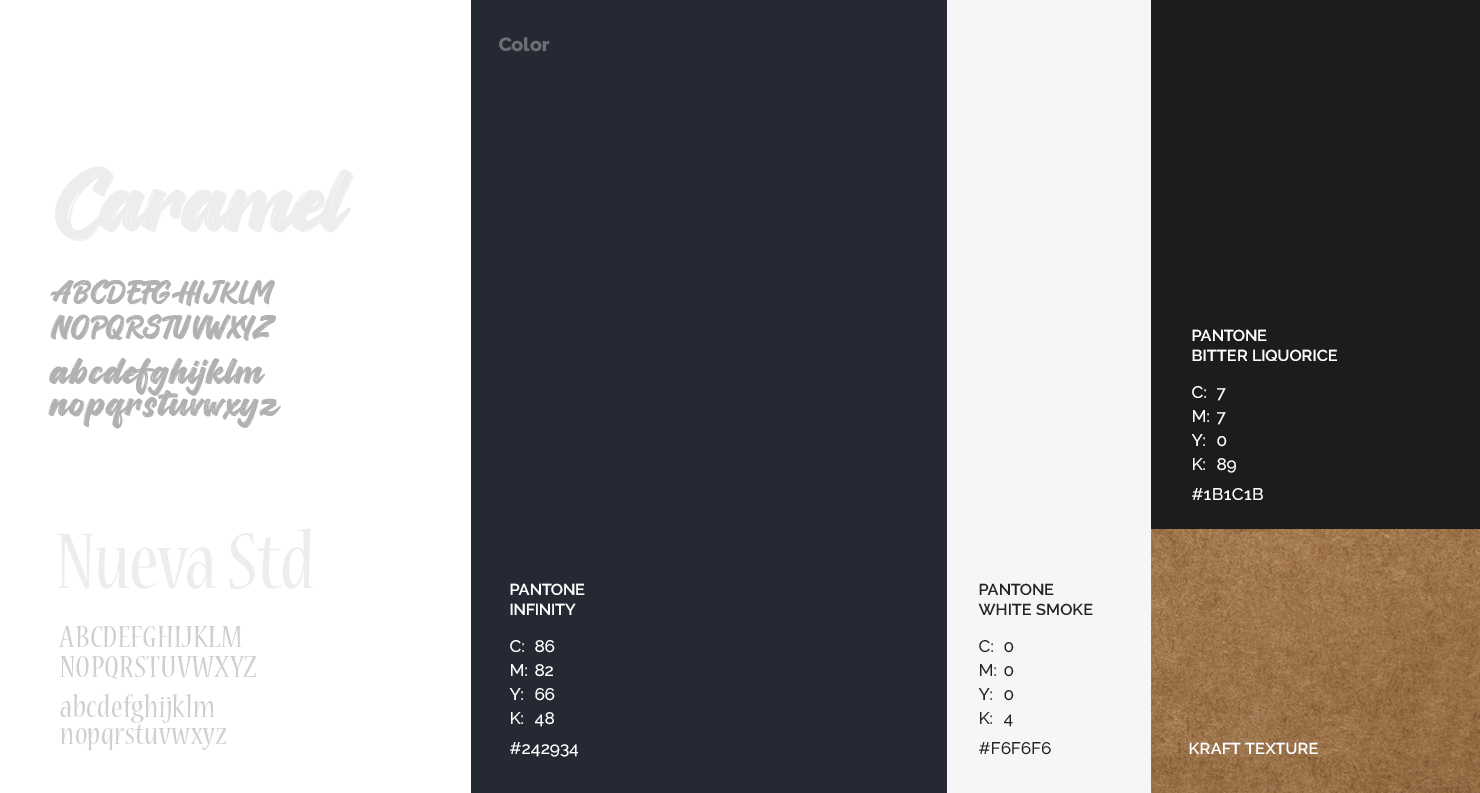 Caramel
ABCDEFGHIJKLM
NOPQRSTUVWXYZ
abcdefghijklm
nopqrstuvwxyz
Nueva Std
ABCDEFGHIJKLM
NOPQRSTUVWXYZ
abcdefghijklm
nopqrstuvwxyz
Color
PANTONE
INFINITY
C: 86
M: 82
Y: 66
K: 48
#242934
PANTONE
WHITE SMOKE
C: 0
M: 0
Y: 0
K: 4
#F6F6F6
PANTONE
BITTER LIQUORICE
C: 7
M: 7
Y: 0
K: 89
#1B1C1B
KRAFT TEXTURE